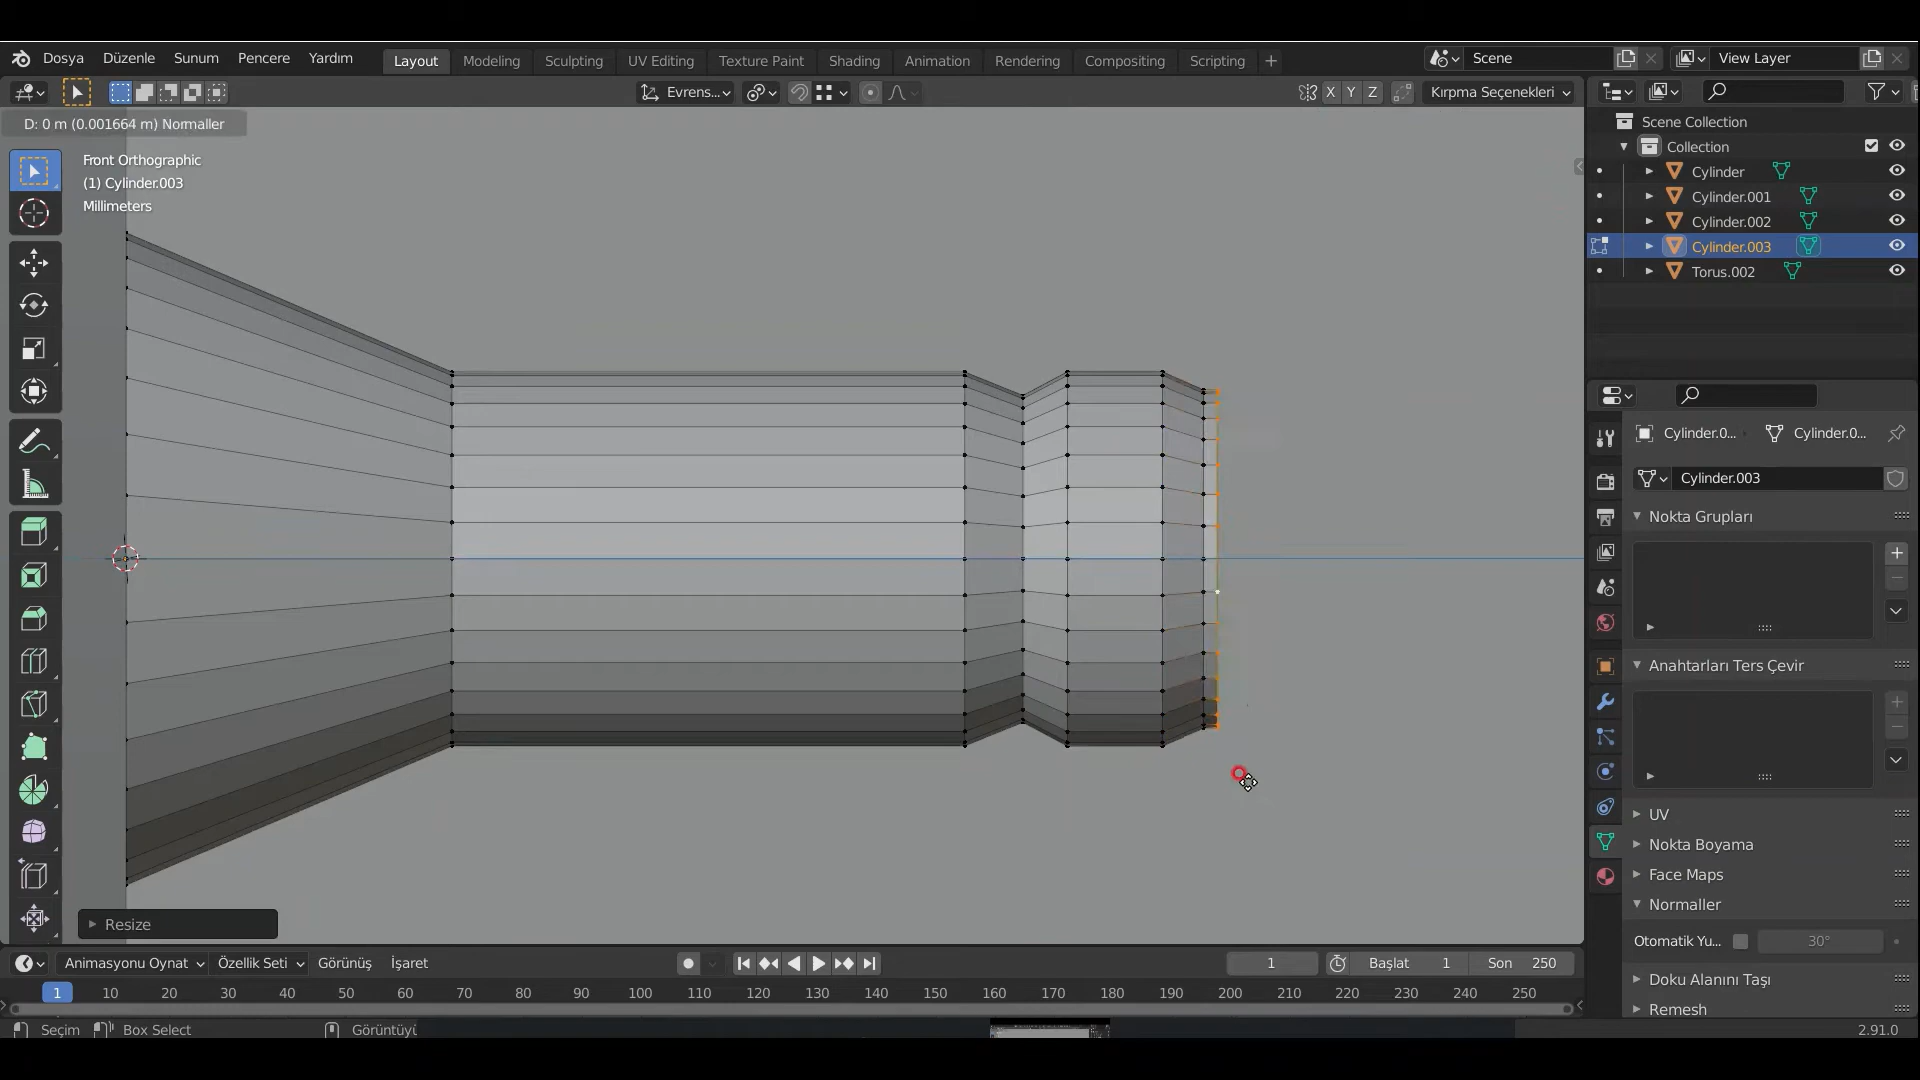 Dosya Düzenle Sunum Pencere Yardım Layout Modeling Sculpting UV Editing Texture Paint Shading Animation Rendering Compositing Scripting + Scene View Layer
Evrens... X Y Z Kırpma Seçenekleri
D: 0 m (0.001664 m) Normaller
Front Orthographic
(1) Cylinder.003
Millimeters
Scene Collection
Collection
Cylinder
Cylinder.001
Cylinder.002
Cylinder.003
Torus.002
Cylinder.0... Cylinder.0...
Cylinder.003
Nokta Grupları
Anahtarları Ters Çevir
UV
Nokta Boyama
Face Maps
Normaller
Otomatik Yu... 30°
Doku Alanını Taşı
Remesh
Resize
Animasyonu Oynat Özellik Seti Görünüş İşaret 1 Başlat 1 Son 250
1 10 20 30 40 50 60 70 80 90 100 110 120 130 140 150 160 170 180 190 200 210 220 230 240 250
Seçim Box Select Görüntüyü 2.91.0